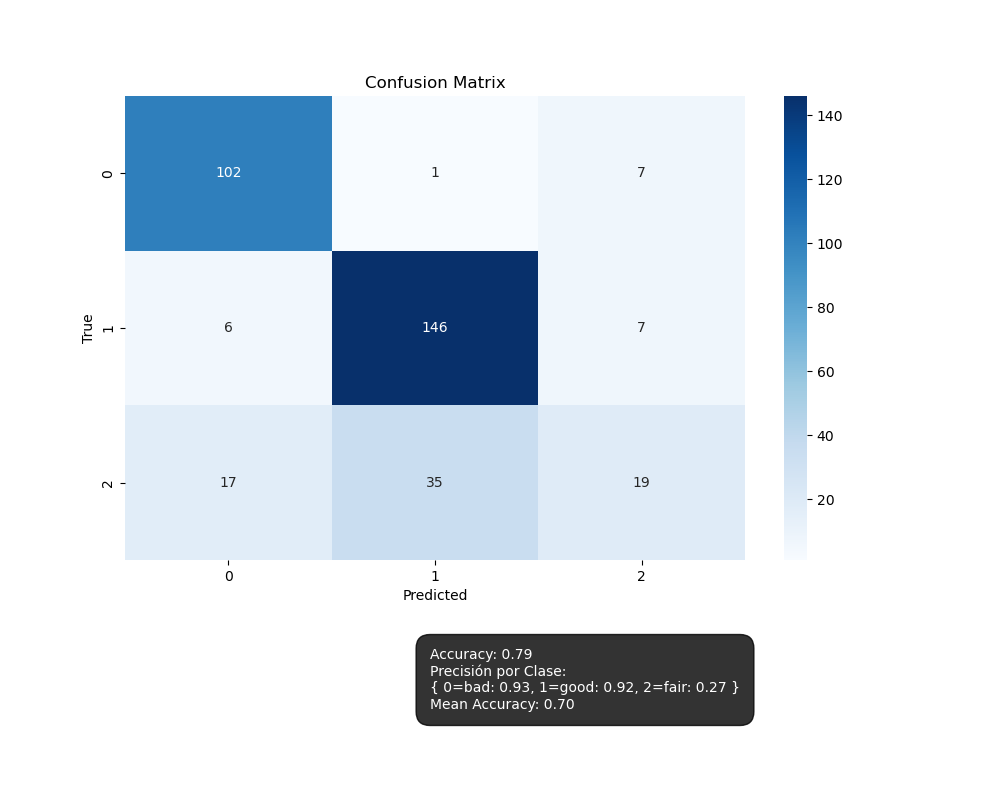 Confusion Matrix
102 1 7
6 146 7
17 35 19
0
1
2
True
0 1 2
Predicted
140
120
100
80
60
40
20
Accuracy: 0.79
Precisión por Clase:
{ 0=bad: 0.93, 1=good: 0.92, 2=fair: 0.27 }
Mean Accuracy: 0.70